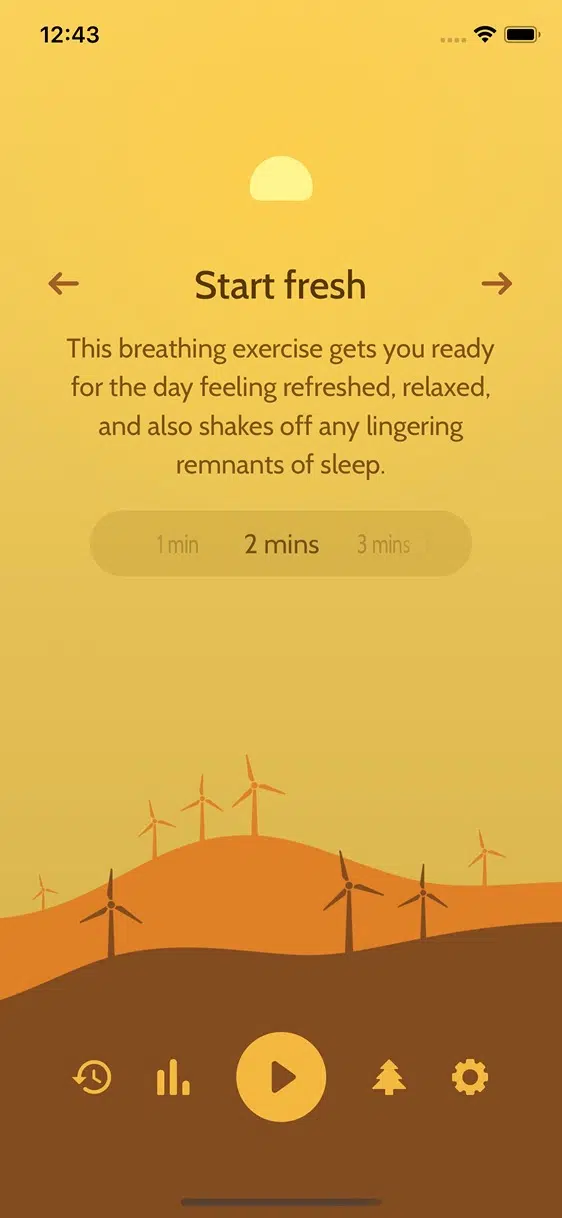 12:43
Start fresh
This breathing exercise gets you ready
for the day feeling refreshed, relaxed,
and also shakes off any lingering
remnants of sleep.
1 min 2 mins 3 mins